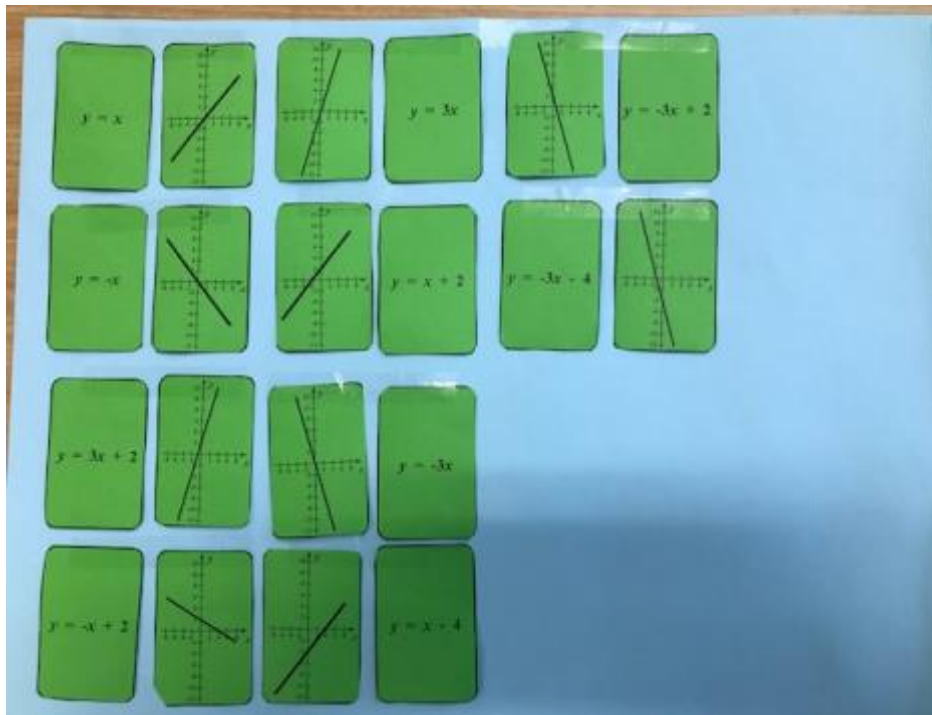 y = x
y = 3x
y = -3x + 2
y = -x
y = x + 2
y = -3x - 4
y = 3x + 2
y = -3x
y = -x + 2
y = x - 4